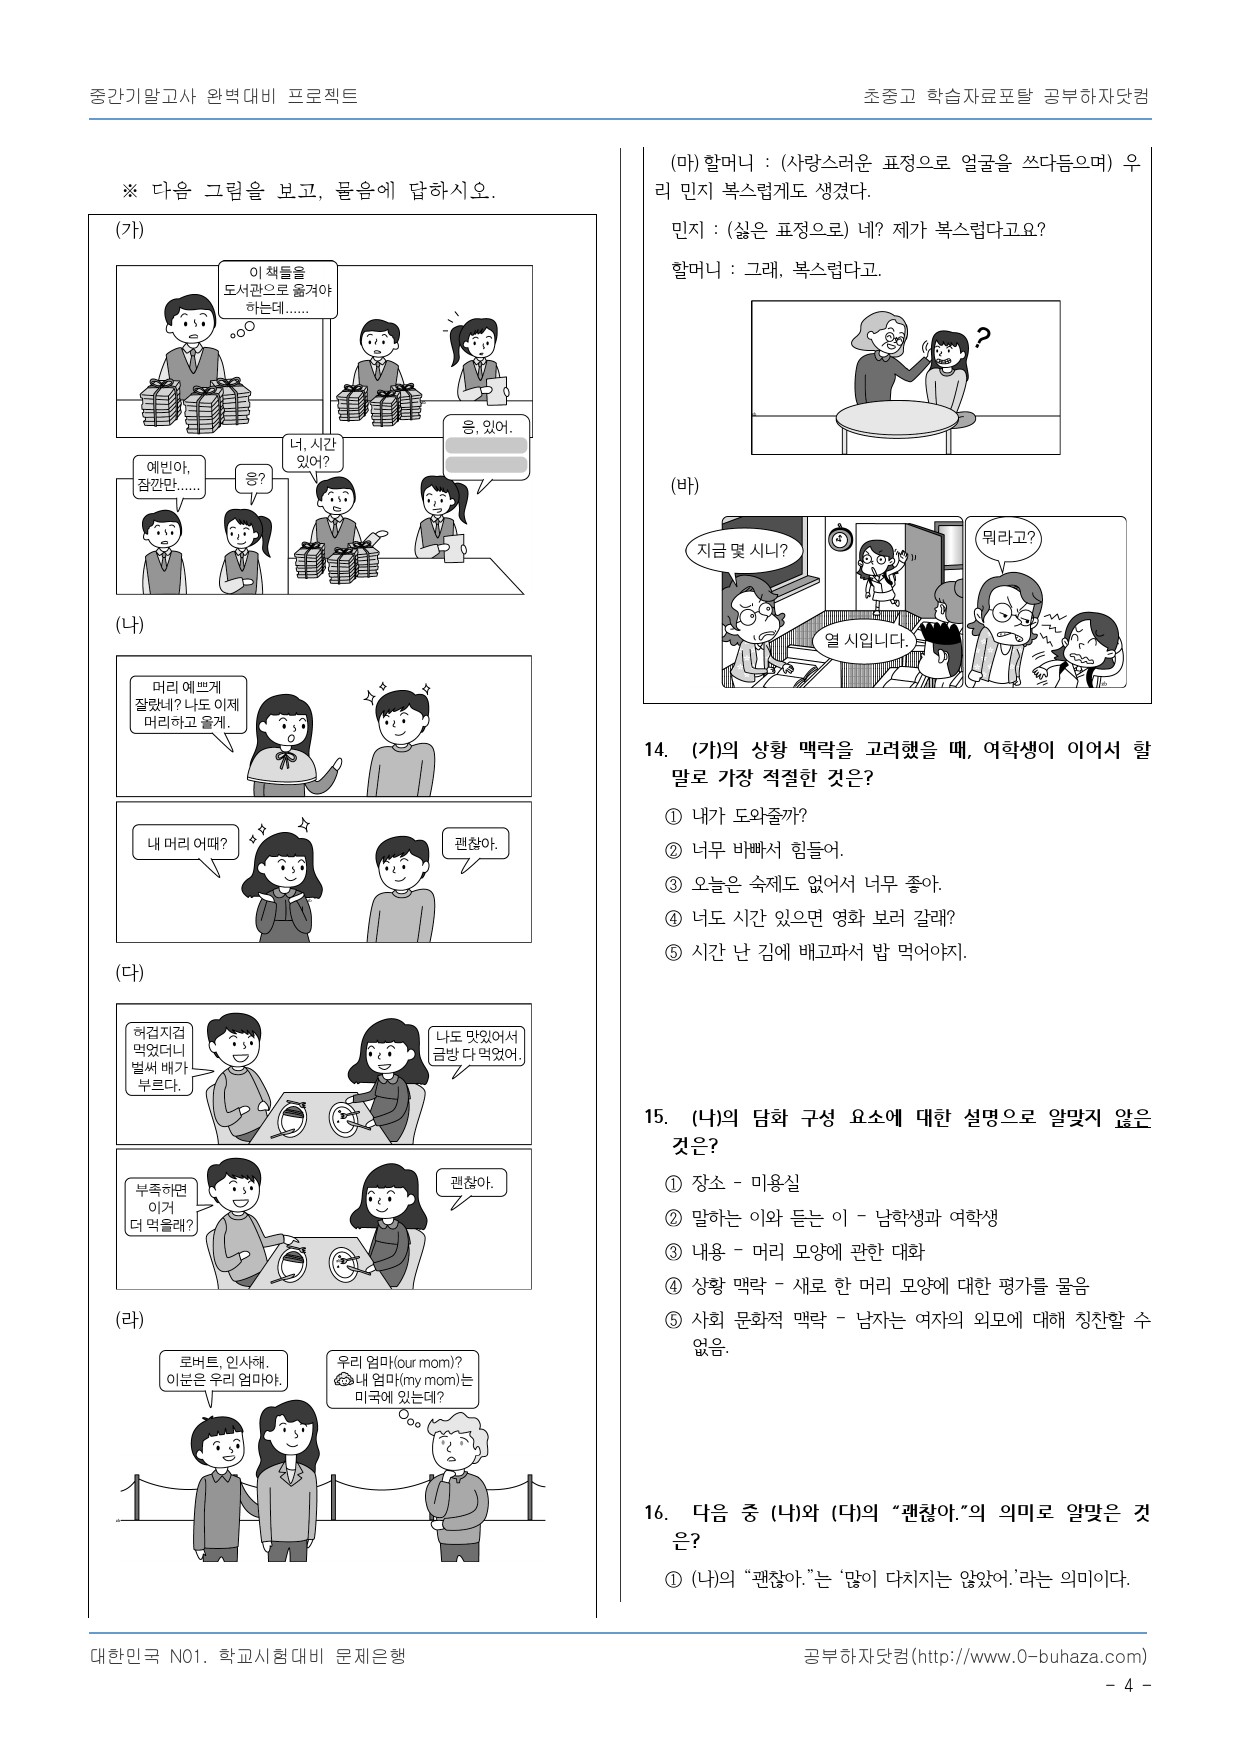 중간기말고사 완벽대비 프로젝트
초중고 학습자료포탈 공부하자닷컴
※ 다음 그림을 보고, 물음에 답하시오.
(가)
이 책들을
도서관으로 옮겨야
하는데......
예빈아,
잠깐만......
응?
너, 시간
있어?
응, 있어.
(나)
머리 예쁘게
잘랐네? 나도 이제
머리하고 올게.
내 머리 어때?
괜찮아.
(다)
허겁지겁
먹었더니
벌써 배가
부르다.
나도 맛있어서
금방 다 먹었어.
부족하면
이거
더 먹을래?
괜찮아.
(라)
로버트, 인사해.
이분은 우리 엄마야.
우리 엄마(our mom)?
내 엄마(my mom)는
미국에 있는데?
(마) 할머니 : (사랑스러운 표정으로 얼굴을 쓰다듬으며) 우
리 민지 복스럽게도 생겼다.
민지 : (싫은 표정으로) 네? 제가 복스럽다고요?
할머니 : 그래, 복스럽다고.
?
(바)
지금 몇 시니?
열 시입니다.
뭐라고?
14. (가)의 상황 맥락을 고려했을 때, 여학생이 이어서 할
말로 가장 적절한 것은?
① 내가 도와줄까?
② 너무 바빠서 힘들어.
③ 오늘은 숙제도 없어서 너무 좋아.
④ 너도 시간 있으면 영화 보러 갈래?
⑤ 시간 난 김에 배고파서 밥 먹어야지.
15. (나)의 담화 구성 요소에 대한 설명으로 알맞지 않은
것은?
① 장소 - 미용실
② 말하는 이와 듣는 이 - 남학생과 여학생
③ 내용 - 머리 모양에 관한 대화
④ 상황 맥락 - 새로 한 머리 모양에 대한 평가를 물음
⑤ 사회 문화적 맥락 - 남자는 여자의 외모에 대해 칭찬할 수
없음.
16. 다음 중 (나)와 (다)의 “괜찮아.”의 의미로 알맞은 것
은?
① (나)의 “괜찮아.”는 ‘많이 다치지는 않았어.’라는 의미이다.
대한민국 N01. 학교시험대비 문제은행
공부하자닷컴(http://www.0-buhaza.com)
- 4 -